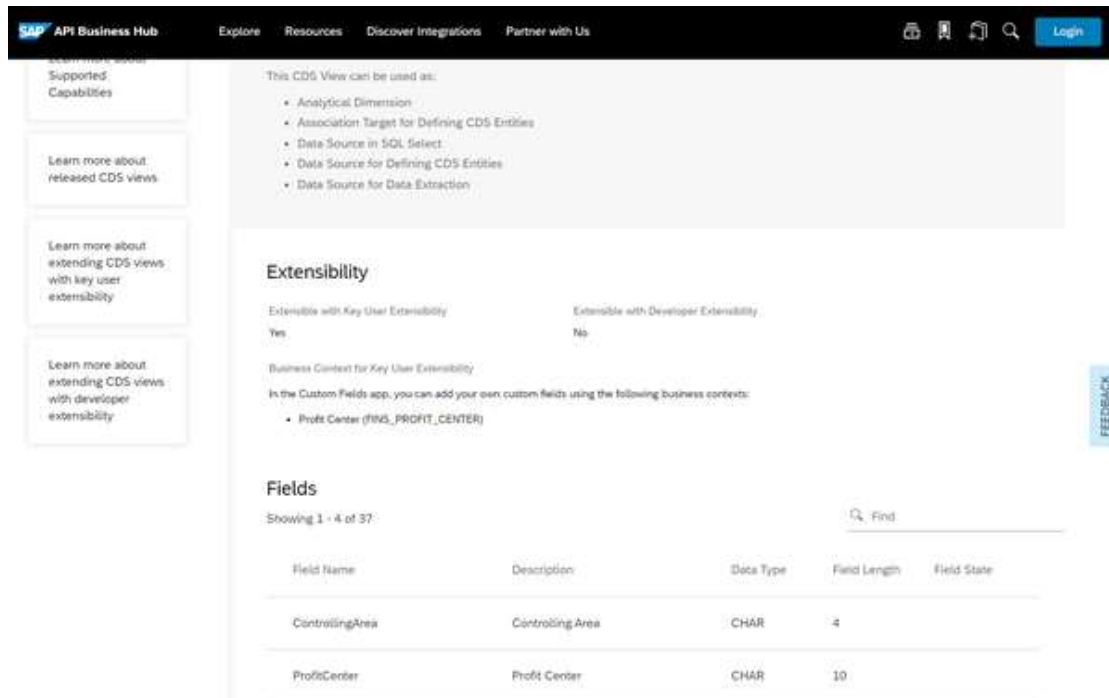 SAP API Business Hub
Explore Resources Discover Integrations Partner with Us
Login
Learn more about
Supported
Capabilities
Learn more about
released CDS views
Learn more about
extending CDS views
with key user
extensibility
Learn more about
extending CDS views
with developer
extensibility
This CDS View can be used as:
• Analytical Dimension
• Association Target for Defining CDS Entities
• Data Source in SQL Select
• Data Source for Defining CDS Entities
• Data Source for Data Extraction
Extensibility
Extensible with Key User Extensibility Extensible with Developer Extensibility
Yes No
Business Context for Key User Extensibility
In the Custom Fields app, you can add your own custom fields using the following business contexts:
• Profit Center (FINS_PROFIT_CENTER)
FEEDBACK
Fields
Showing 1 - 4 of 37
Find
Field Name Description Data Type Field Length Field State
ControllingArea Controlling Area CHAR 4
ProfitCenter Profit Center CHAR 10